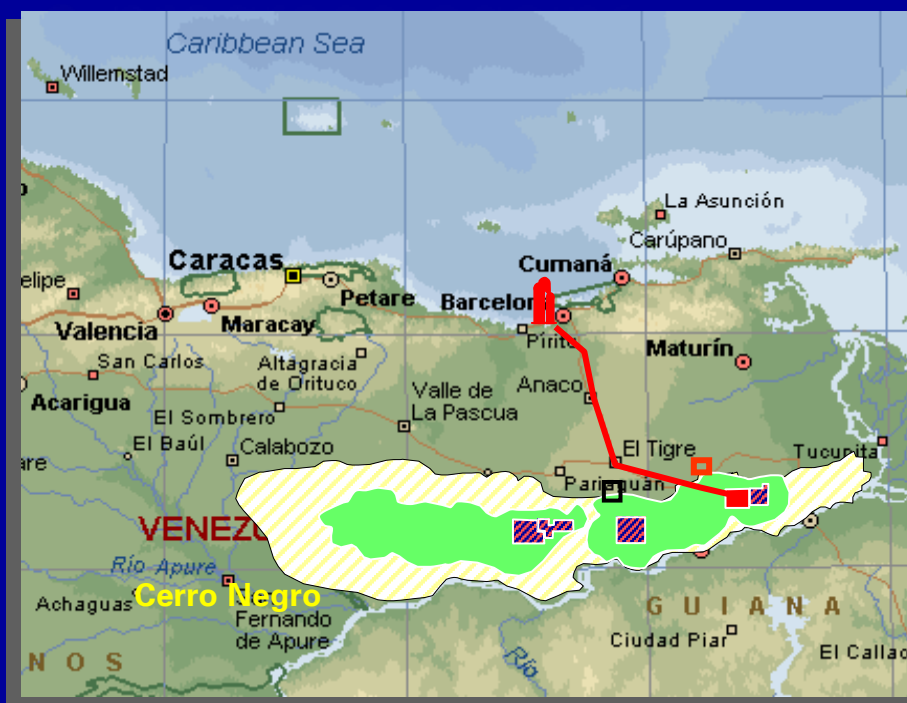 Caribbean Sea
Willemstad
La Asunción
Carúpano
Caracas
Cumaná
elipe
Petare
Barcelon
Valencia
Maracay
Píritu
San Carlos
Altagracia
de Orituco
Maturín
Anaco
Valle de
La Pascua
Acarigua
El Sombrero
El Baúl
Calabozo
El Tigre
Tucupita
are
Pariaguán
VENEZU
Río Apure
Cerro Negro
Achaguas
Fernando
de Apure
GUIANA
Ciudad Piar
El Callao
NOS
Río